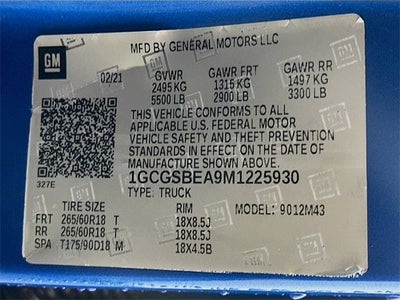 MFD BY GENERAL MOTORS LLC
GM
02/21 GVWR GAWR FRT GAWR RR
2495 KG 1315 KG 1497 KG
5500 LB 2900 LB 3300 LB
THIS VEHICLE CONFORMS TO ALL
APPLICABLE U.S. FEDERAL MOTOR
VEHICLE SAFETY AND THEFT PREVENTION
STANDARDS IN EFFECT ON THE DATE OF
MANUFACTURE SHOWN ABOVE.
327E 1GCGSBEA9M1225930
TYPE: TRUCK
TIRE SIZE RIM MODEL: 9012M43
FRT 265/60R18 T 18X8.5J
RR 265/60R18 T 18X8.5J
SPA T175/90D18 M 18X4.5B